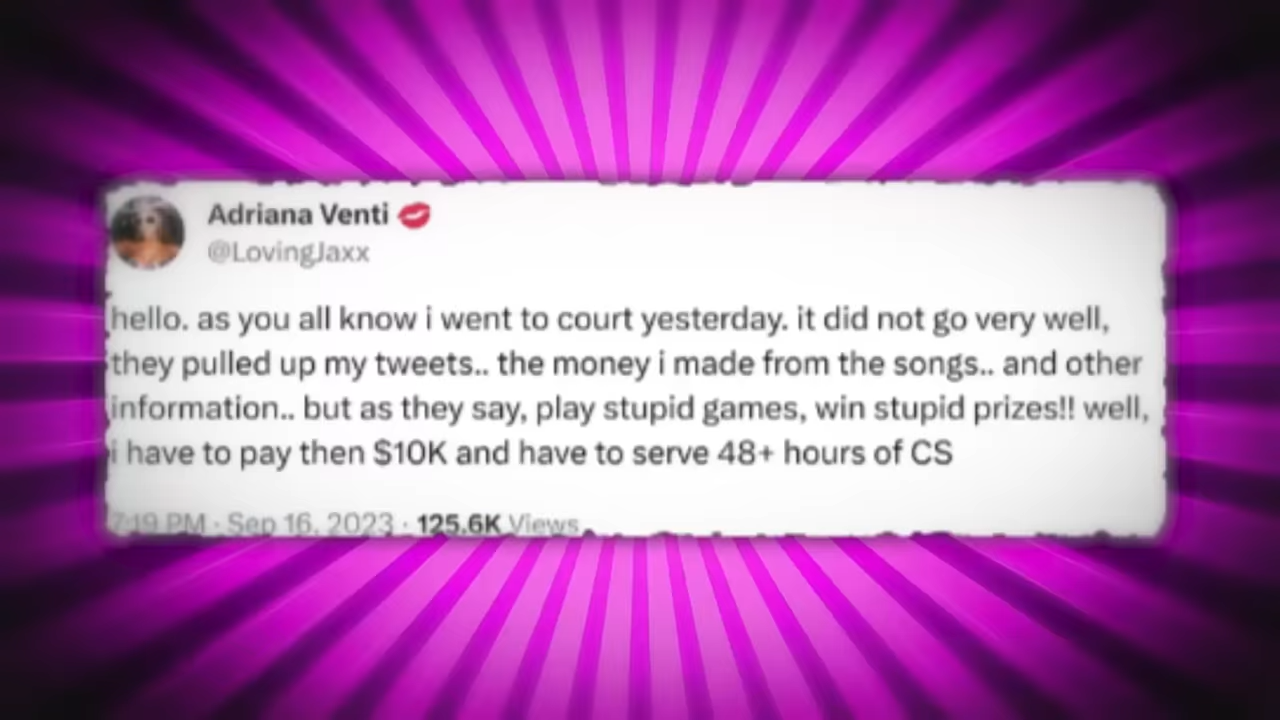 Adriana Venti 💋
@LovingJaxx
hello. as you all know i went to court yesterday. it did not go very well,
they pulled up my tweets.. the money i made from the songs.. and other
information.. but as they say, play stupid games, win stupid prizes!! well,
i have to pay then $10K and have to serve 48+ hours of CS
7:19 PM · Sep 16, 2023 · 125.6K Views